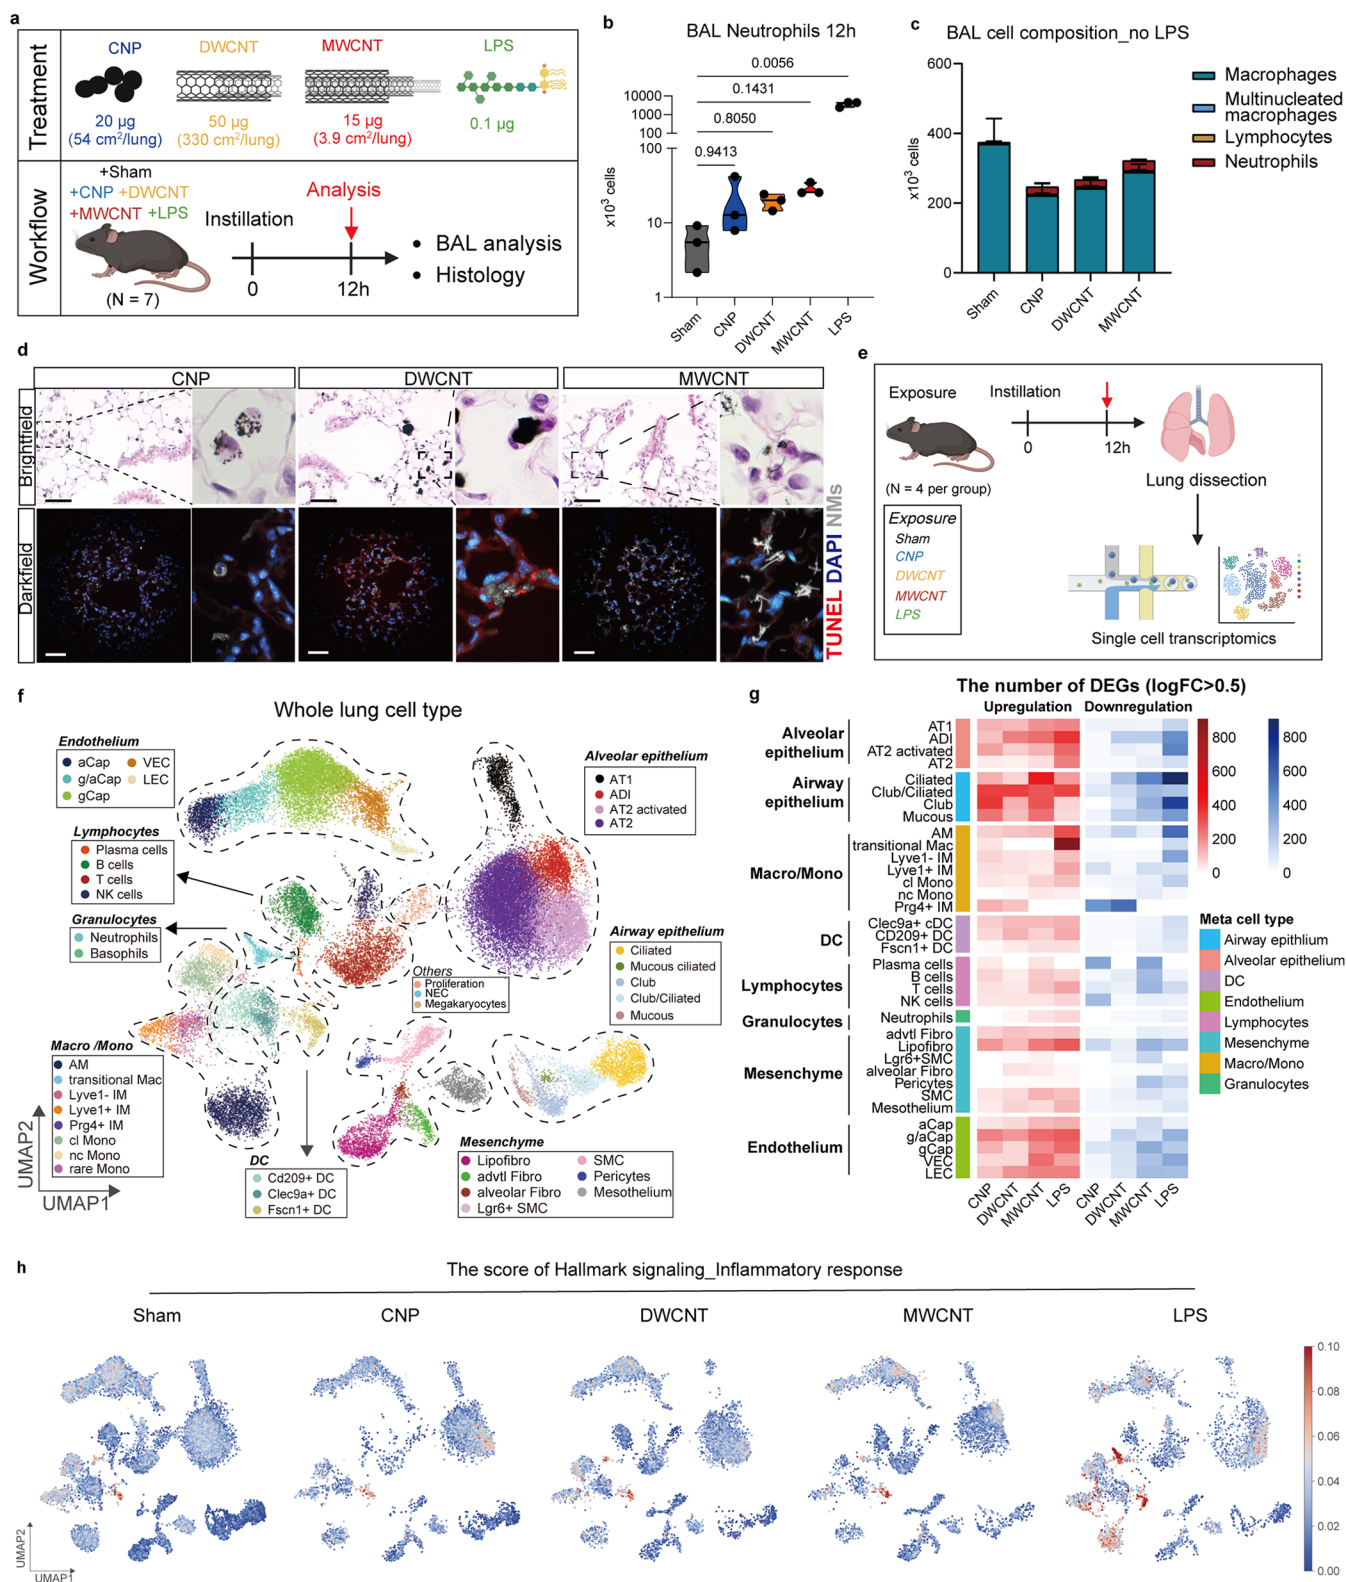 a
Treatment
CNP
DWCNT
MWCNT
LPS
20 µg
(54 cm²/lung)
50 µg
(330 cm²/lung)
15 µg
(3.9 cm²/lung)
0.1 µg
Workflow
+Sham
+CNP +DWCNT
+MWCNT +LPS
(N = 7)
Instillation
Analysis
0
12h
• BAL analysis
• Histology
b
BAL Neutrophils 12h
0.0056
0.1431
0.8050
0.9413
10000
1000
100
100
10
1
x10³ cells
Sham
CNP
DWCNT
MWCNT
LPS
c
BAL cell composition_no LPS
600
400
200
0
x10³ cells
Sham
CNP
DWCNT
MWCNT
Macrophages
Multinucleated
macrophages
Lymphocytes
Neutrophils
d
CNP
DWCNT
MWCNT
Brightfield
Darkfield
TUNEL DAPI NMs
e
Exposure
Instillation
0
12h
(N = 4 per group)
Lung dissection
Exposure
Sham
CNP
DWCNT
MWCNT
LPS
Single cell transcriptomics
f
Whole lung cell type
Endothelium
aCap
VEC
g/aCap
LEC
gCap
Lymphocytes
Plasma cells
B cells
T cells
NK cells
Granulocytes
Neutrophils
Basophils
Macro /Mono
AM
transitional Mac
Lyve1- IM
Lyve1+ IM
Prg4+ IM
cl Mono
nc Mono
rare Mono
UMAP2
UMAP1
DC
Cd209+ DC
Clec9a+ DC
Fscn1+ DC
Others
Proliferation
NEC
Megakaryocytes
Alveolar epithelium
AT1
ADI
AT2 activated
AT2
Airway epithelium
Ciliated
Mucous ciliated
Club
Club/Ciliated
Mucous
Mesenchyme
Lipofibro
SMC
advtl Fibro
Pericytes
alveolar Fibro
Mesothelium
Lgr6+ SMC
g
The number of DEGs (logFC>0.5)
Upregulation
Downregulation
Alveolar
epithelium
AT1
ADI
AT2 activated
AT2
Airway
epithelium
Ciliated
Club/Ciliated
Club
Mucous
Macro/Mono
AM
transitional Mac
Lyve1- IM
Lyve1+ IM
cl Mono
nc Mono
Prg4+ IM
DC
Clec9a+ cDC
CD209+ DC
Fscn1+ DC
Lymphocytes
Plasma cells
B cells
T cells
NK cells
Granulocytes
Neutrophils
Mesenchyme
advtl Fibro
Lipofibro
Lgr6+SMC
alveolar Fibro
Pericytes
SMC
Mesothelium
Endothelium
aCap
g/aCap
gCap
VEC
LEC
CNP
DWCNT
MWCNT
LPS
CNP
DWCNT
MWCNT
LPS
800
600
400
200
0
800
600
400
200
0
Meta cell type
Airway epithlium
Alveolar epithelium
DC
Endothelium
Lymphocytes
Mesenchyme
Macro/Mono
Granulocytes
h
The score of Hallmark signaling_Inflammatory response
Sham
CNP
DWCNT
MWCNT
LPS
UMAP2
UMAP1
0.10
0.08
0.06
0.04
0.02
0.00